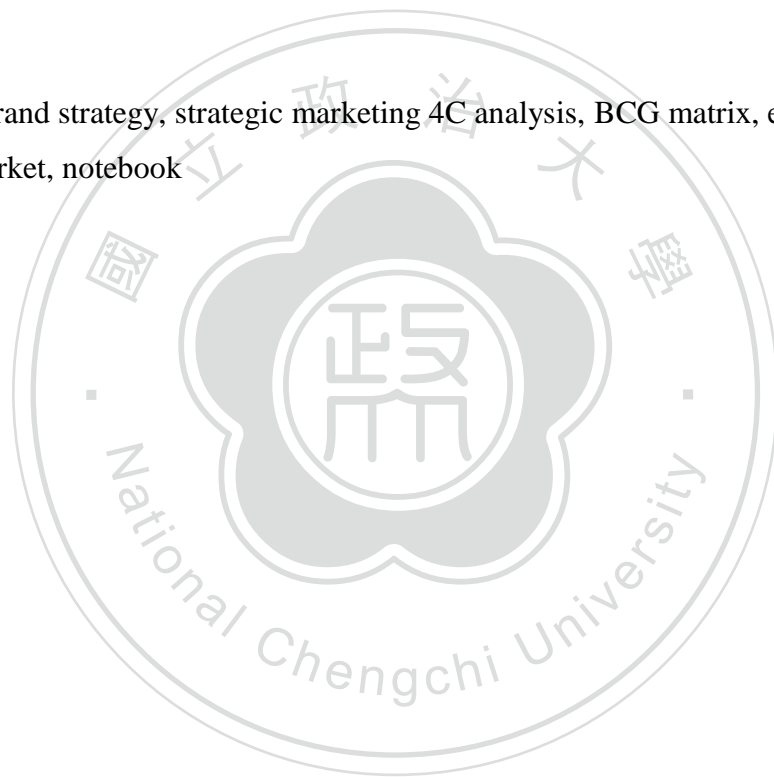 rand strategy, strategic marketing 4C analysis, BCG matrix, e
rket, notebook
國立政治大學
政
National Chengchi University